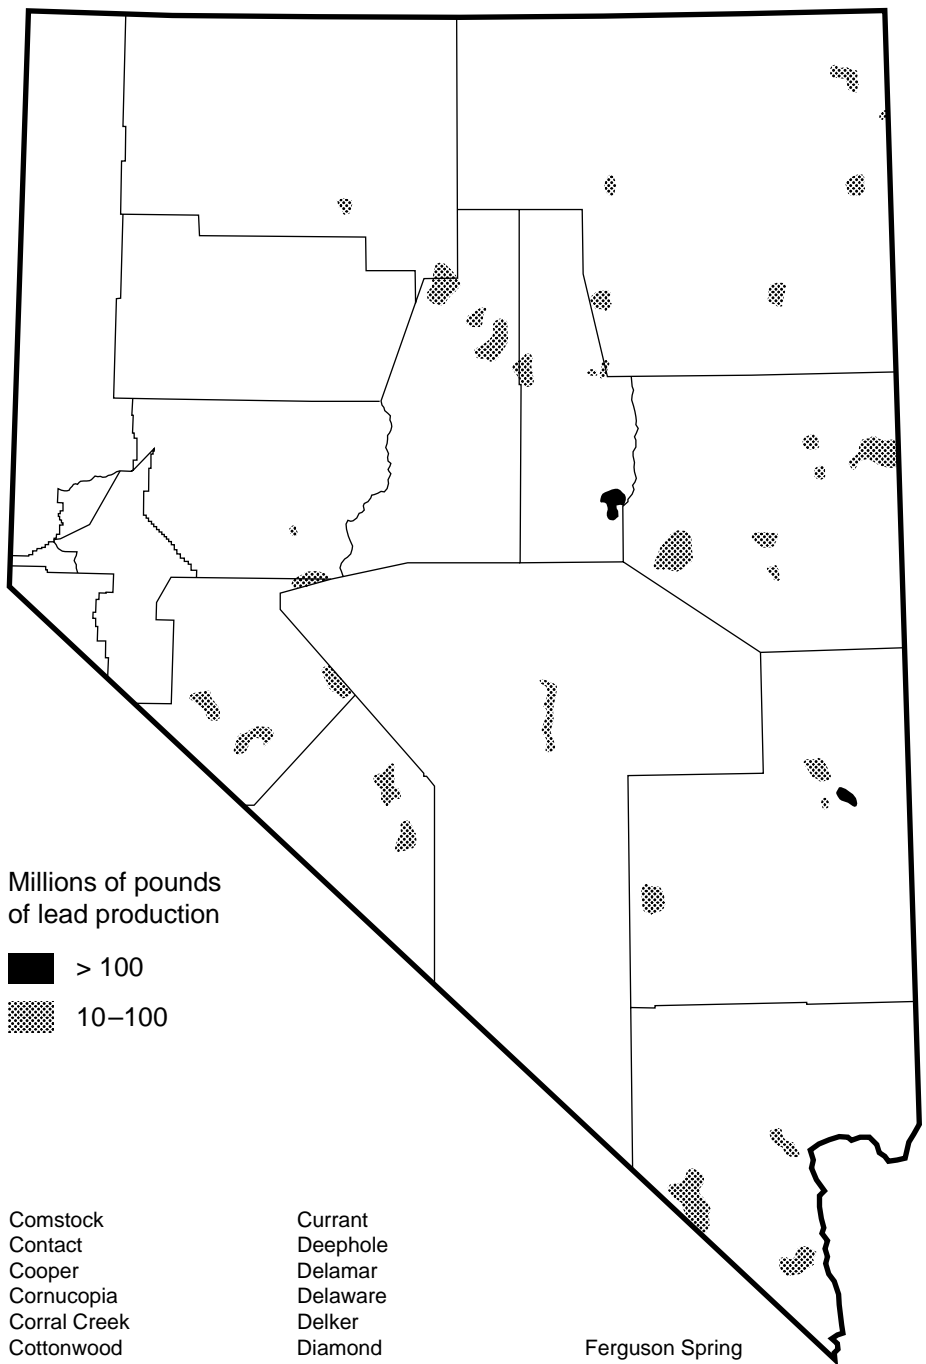 Millions of pounds
of lead production
> 100
10–100
Comstock
Contact
Cooper
Cornucopia
Corral Creek
Cottonwood
Currant
Deephole
Delamar
Delaware
Delker
Diamond
Ferguson Spring